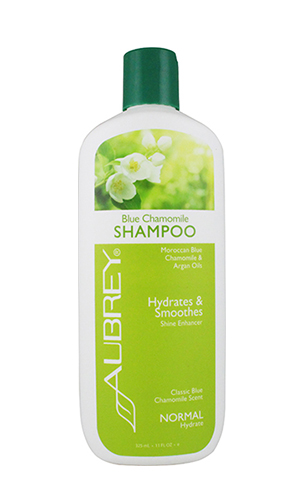 Blue Chamomile
SHAMPOO
Moroccan Blue
Chamomile &
Argan Oils
AUBREY®
Hydrates &
Smoothes
Shine Enhancer
Classic Blue
Chamomile Scent
NORMAL
Hydrate